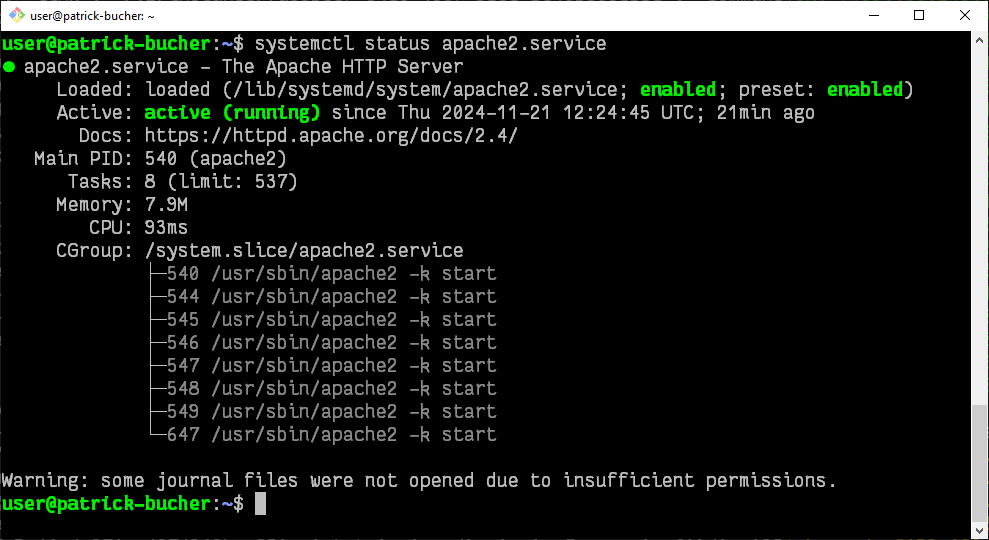 user@patrick-bucher: ~
user@patrick-bucher:~$ systemctl status apache2.service
● apache2.service – The Apache HTTP Server
     Loaded: loaded (/lib/systemd/system/apache2.service; enabled; preset: enabled)
     Active: active (running) since Thu 2024-11-21 12:24:45 UTC; 21min ago
       Docs: https://httpd.apache.org/docs/2.4/
   Main PID: 540 (apache2)
      Tasks: 8 (limit: 537)
     Memory: 7.9M
        CPU: 93ms
     CGroup: /system.slice/apache2.service
             ├─540 /usr/sbin/apache2 -k start
             ├─544 /usr/sbin/apache2 -k start
             ├─545 /usr/sbin/apache2 -k start
             ├─546 /usr/sbin/apache2 -k start
             ├─547 /usr/sbin/apache2 -k start
             ├─548 /usr/sbin/apache2 -k start
             ├─549 /usr/sbin/apache2 -k start
             └─647 /usr/sbin/apache2 -k start
Warning: some journal files were not opened due to insufficient permissions.
user@patrick-bucher:~$